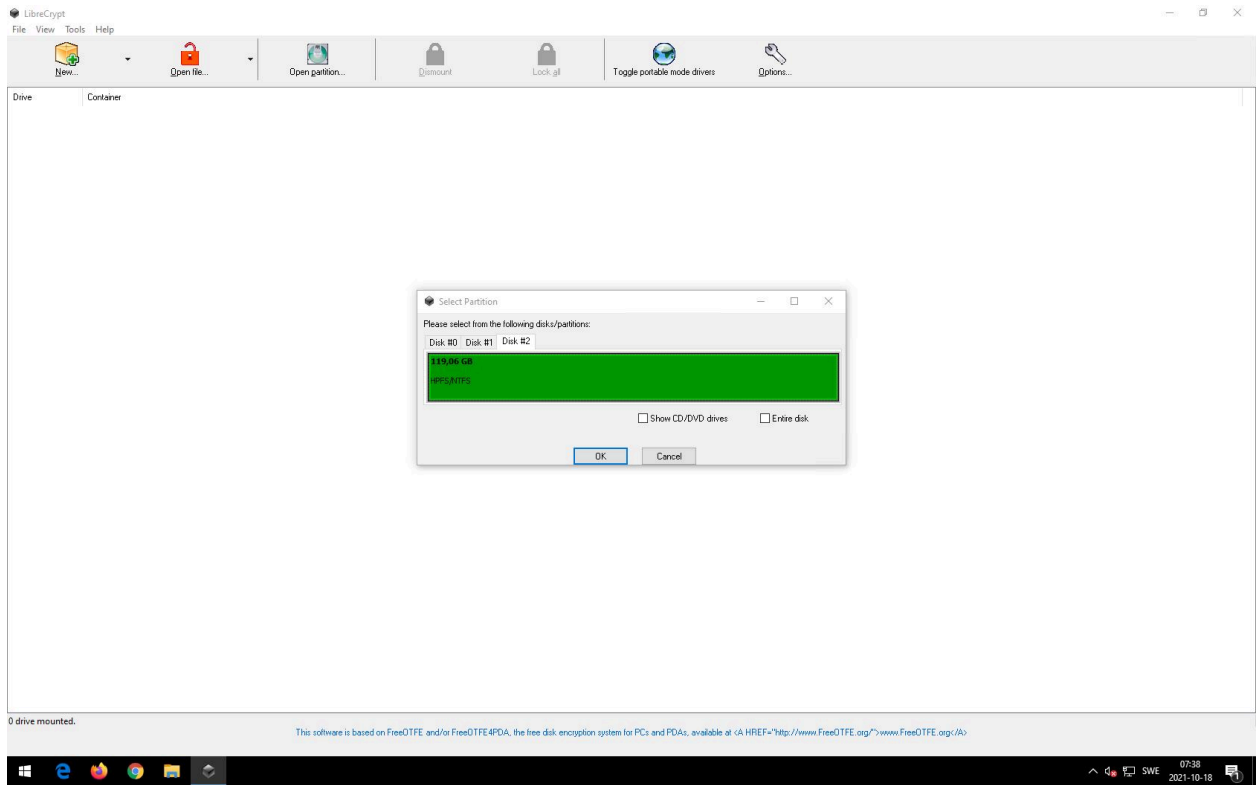 LibreCrypt
File View Tools Help
New... Open file... Open partition... Dismount Lock all Toggle portable mode drivers Options...
Drive Container
Select Partition
Please select from the following disks/partitions:
Disk #0 Disk #1 Disk #2
119,06 GB
HPFS/NTFS
Show CD/DVD drives Entire disk
OK Cancel
0 drive mounted.
This software is based on FreeOTFE and/or FreeOTFE4PDA, the free disk encryption system for PCs and PDAs, available at <A HREF="http://www.FreeOTFE.org/">www.FreeOTFE.org</A>
SWE 07:38
2021-10-18
1